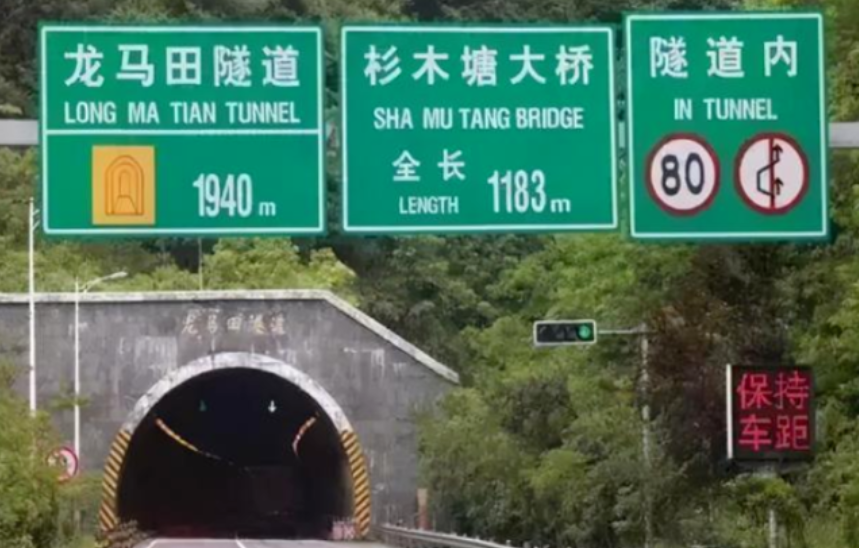 龙马田隧道
LONG MA TIAN TUNNEL
1940 m
杉木塘大桥
SHA MU TANG BRIDGE
全长
LENGTH 1183 m
隧道内
IN TUNNEL
80
龙马田隧道
保持
车距